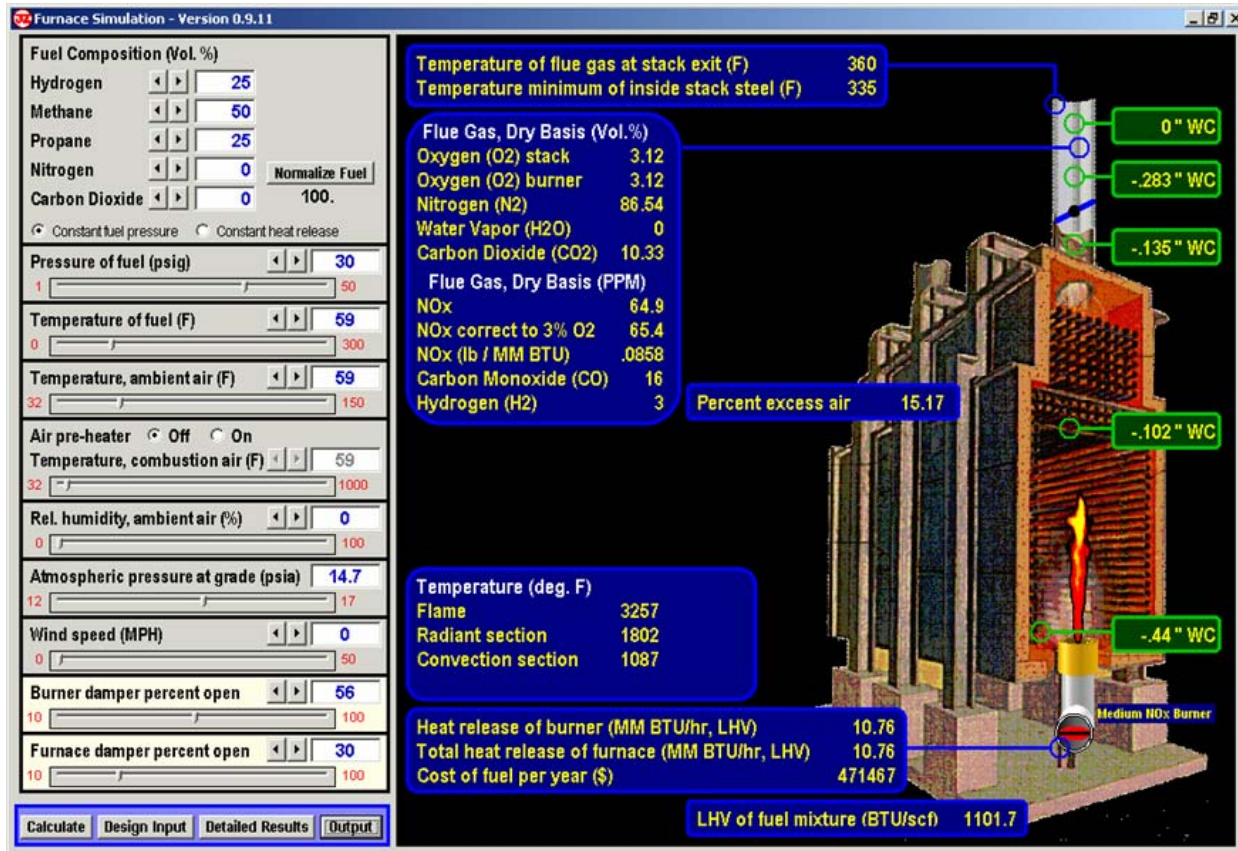 Furnace Simulation - Version 0.9.11
Fuel Composition (Vol. %)
Hydrogen 25
Methane 50
Propane 25
Nitrogen 0 Normalize Fuel
Carbon Dioxide 0 100.
Constant fuel pressure Constant heat release
Pressure of fuel (psig) 30
1 50
Temperature of fuel (F) 59
0 300
Temperature, ambient air (F) 59
32 150
Air pre-heater Off On
Temperature, combustion air (F) 59
32 1000
Rel. humidity, ambient air (%) 0
0 100
Atmospheric pressure at grade (psia) 14.7
12 17
Wind speed (MPH) 0
0 50
Burner damper percent open 56
10 100
Furnace damper percent open 30
10 100
Calculate Design Input Detailed Results Output
Temperature of flue gas at stack exit (F) 360
Temperature minimum of inside stack steel (F) 335
Flue Gas, Dry Basis (Vol.%)
Oxygen (O2) stack 3.12
Oxygen (O2) burner 3.12
Nitrogen (N2) 86.54
Water Vapor (H2O) 0
Carbon Dioxide (CO2) 10.33
Flue Gas, Dry Basis (PPM)
NOx 64.9
NOx correct to 3% O2 65.4
NOx (lb / MM BTU) .0858
Carbon Monoxide (CO) 16
Hydrogen (H2) 3
Percent excess air 15.17
0 " WC
-.283 " WC
-.135 " WC
-.102 " WC
-.44 " WC
Temperature (deg. F)
Flame 3257
Radiant section 1802
Convection section 1087
Medium NOx Burner
Heat release of burner (MM BTU/hr, LHV) 10.76
Total heat release of furnace (MM BTU/hr, LHV) 10.76
Cost of fuel per year ($) 471467
LHV of fuel mixture (BTU/scf) 1101.7